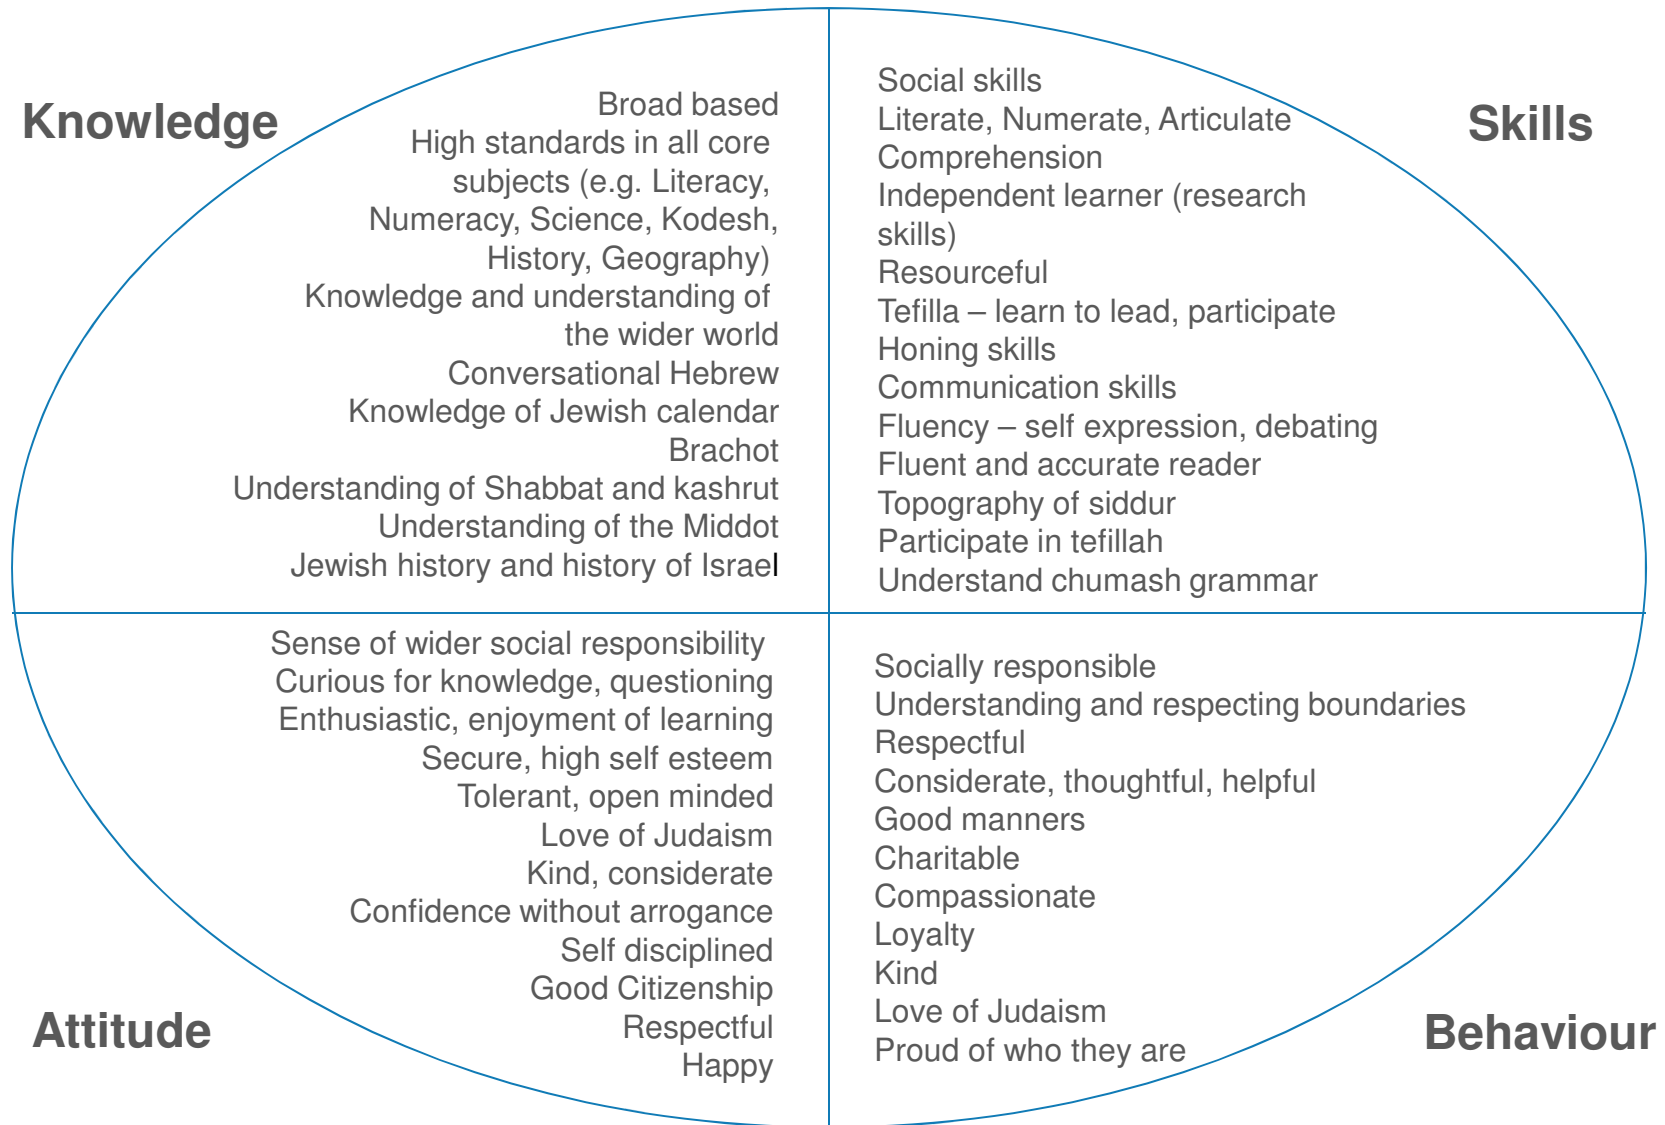 Knowledge
Broad based
High standards in all core
subjects (e.g. Literacy,
Numeracy, Science, Kodesh,
History, Geography)
Knowledge and understanding of
the wider world
Conversational Hebrew
Knowledge of Jewish calendar
Brachot
Understanding of Shabbat and kashrut
Understanding of the Middot
Jewish history and history of Israel
Skills
Social skills
Literate, Numerate, Articulate
Comprehension
Independent learner (research
skills)
Resourceful
Tefilla – learn to lead, participate
Honing skills
Communication skills
Fluency – self expression, debating
Fluent and accurate reader
Topography of siddur
Participate in tefillah
Understand chumash grammar
Attitude
Sense of wider social responsibility
Curious for knowledge, questioning
Enthusiastic, enjoyment of learning
Secure, high self esteem
Tolerant, open minded
Love of Judaism
Kind, considerate
Confidence without arrogance
Self disciplined
Good Citizenship
Respectful
Happy
Behaviour
Socially responsible
Understanding and respecting boundaries
Respectful
Considerate, thoughtful, helpful
Good manners
Charitable
Compassionate
Loyalty
Kind
Love of Judaism
Proud of who they are